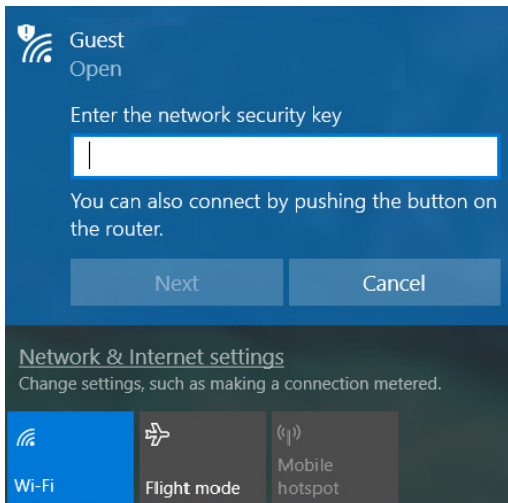 Guest
Open
Enter the network security key
You can also connect by pushing the button on
the router.
Next
Cancel
Network & Internet settings
Change settings, such as making a connection metered.
Wi-Fi
Flight mode
Mobile
hotspot